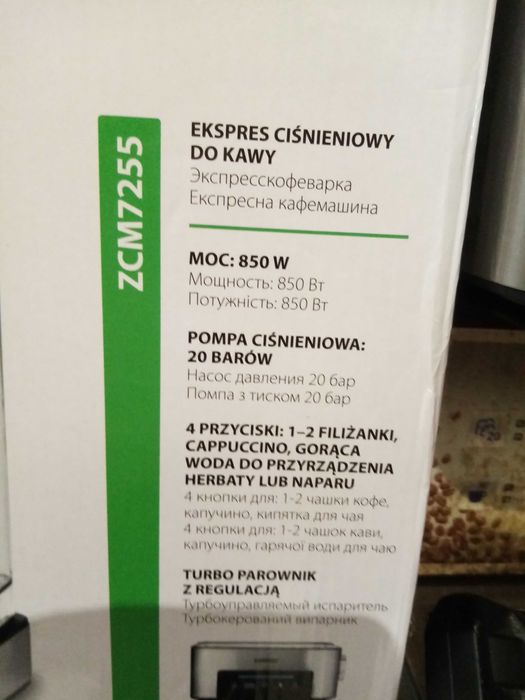 ZCM7255
EKSPRES CIŚNIENIOWY
DO KAWY
Экспресскофеварка
Експресна кафемашина
MOC: 850 W
Мощность: 850 Вт
Потужність: 850 Вт
POMPA CIŚNIENIOWA:
20 BARÓW
Насос давления 20 бар
Помпа з тиском 20 бар
4 PRZYCISKI: 1–2 FILIŻANKI,
CAPPUCCINO, GORĄCA
WODA DO PRZYRZĄDZENIA
HERBATY LUB NAPARU
4 кнопки для: 1-2 чашки кофе,
капучино, кипятка для чая
4 кнопки для: 1-2 чашок кави,
капучино, гарячої води для чаю
TURBO PAROWNIK
Z REGULACJĄ
Турбоуправляемый испаритель
Турбокерований випарник